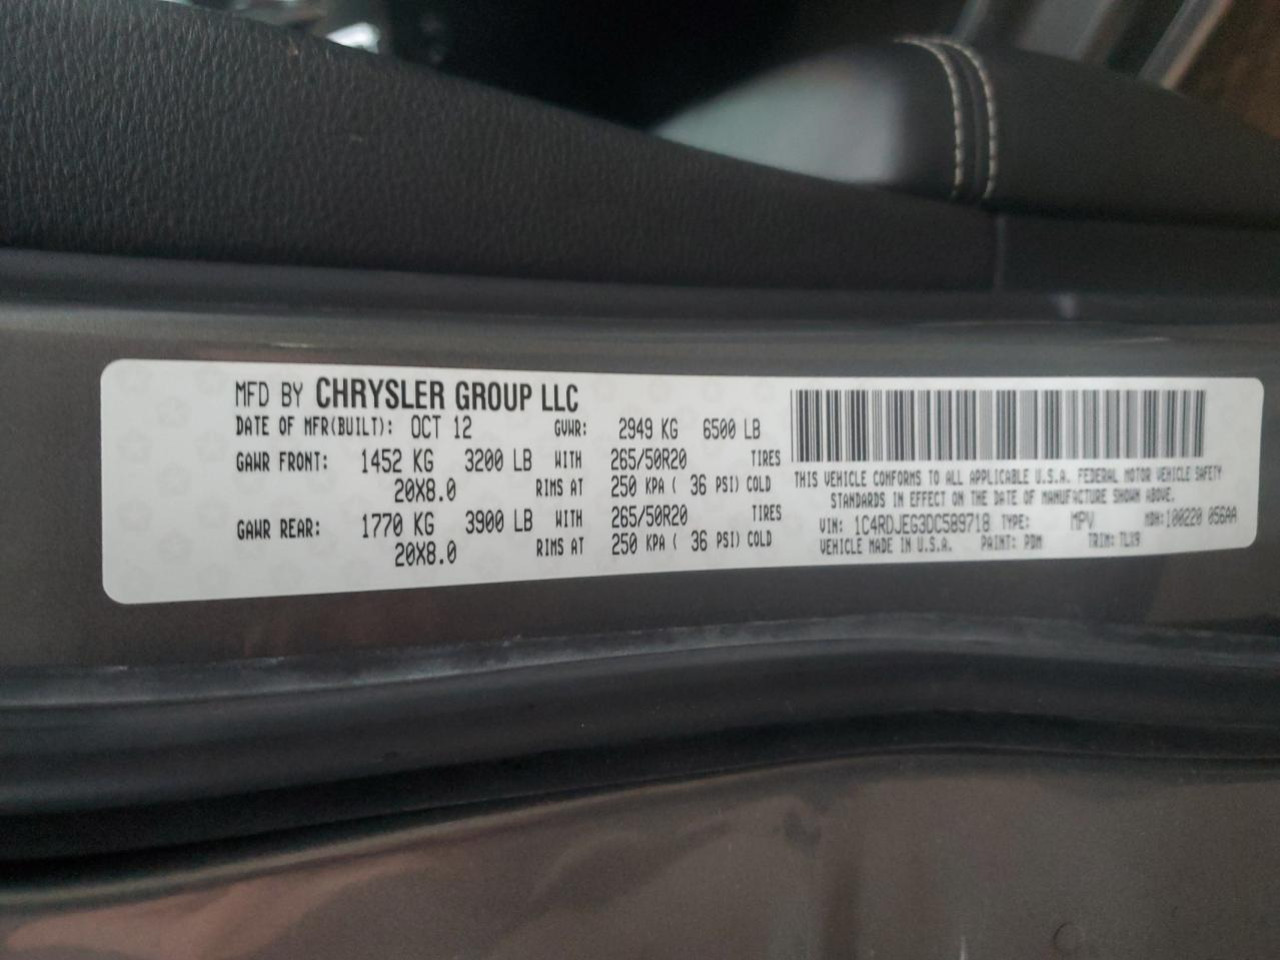 MFD BY CHRYSLER GROUP LLC
DATE OF MFR(BUILT): OCT 12 GVWR: 2949 KG 6500 LB
GAWR FRONT: 1452 KG 3200 LB WITH 265/50R20 TIRES
20X8.0 RIMS AT 250 KPA ( 36 PSI) COLD
GAWR REAR: 1770 KG 3900 LB WITH 265/50R20 TIRES
20X8.0 RIMS AT 250 KPA ( 36 PSI) COLD
THIS VEHICLE CONFORMS TO ALL APPLICABLE U.S.A. FEDERAL MOTOR VEHICLE SAFETY
STANDARDS IN EFFECT ON THE DATE OF MANUFACTURE SHOWN ABOVE.
VIN: 1C4RDJEG3DC589718 TYPE: MPV MDH:100220 056AA
VEHICLE MADE IN U.S.A. PAINT: PDM TRIM: TLX9